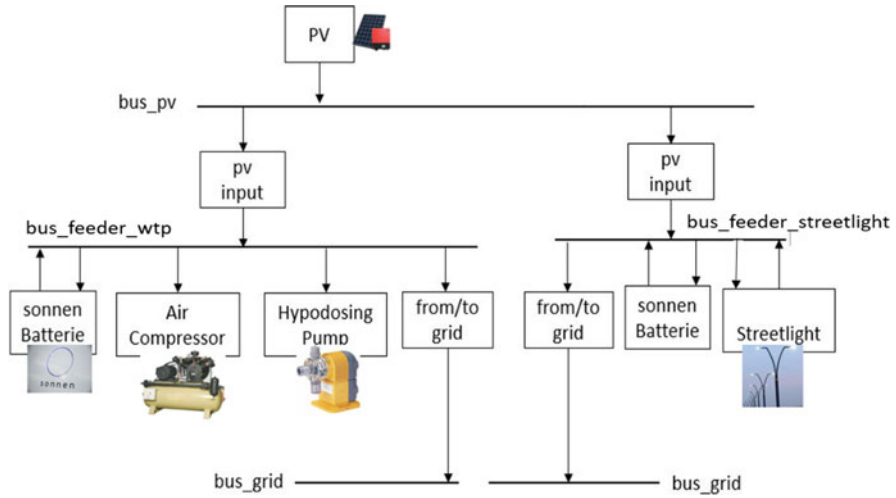 PV
bus_pv
pv
input
pv
input
bus_feeder_wtp
bus_feeder_streetlight
sonnen
Batterie
Air
Compressor
Hypodosing
Pump
from/to
grid
from/to
grid
sonnen
Batterie
Streetlight
sonnen
bus_grid
bus_grid